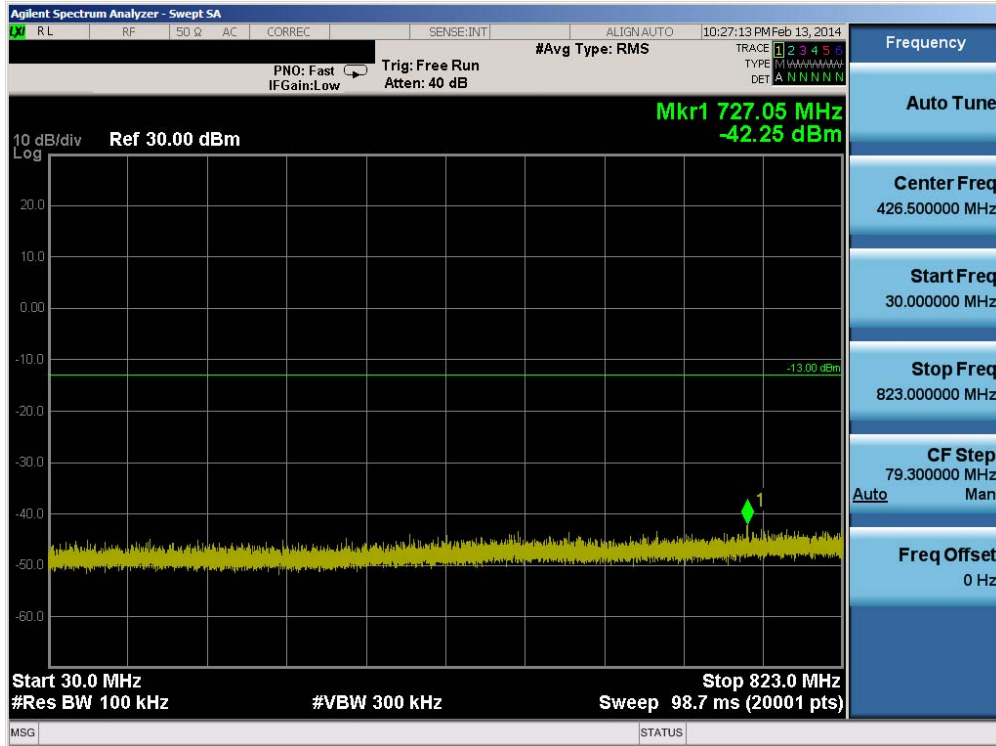 Agilent Spectrum Analyzer - Swept SA
LXI RL RF 50 Ω AC CORREC SENSE:INT ALIGN AUTO 10:27:13 PM Feb 13, 2014
#Avg Type: RMS
TRACE 1 2 3 4 5 6
TYPE M WWWWW
DET A N N N N N
PNO: Fast
IFGain:Low
Trig: Free Run
Atten: 40 dB
Mkr1 727.05 MHz
-42.25 dBm
10 dB/div Ref 30.00 dBm
Log
20.0
10.0
0.00
-10.0
-13.00 dBm
-20.0
-30.0
1
-40.0
-50.0
-60.0
Start 30.0 MHz Stop 823.0 MHz
#Res BW 100 kHz #VBW 300 kHz Sweep 98.7 ms (20001 pts)
MSG STATUS
Frequency
Auto Tune
Center Freq
426.500000 MHz
Start Freq
30.000000 MHz
Stop Freq
823.000000 MHz
CF Step
79.300000 MHz
Auto Man
Freq Offset
0 Hz